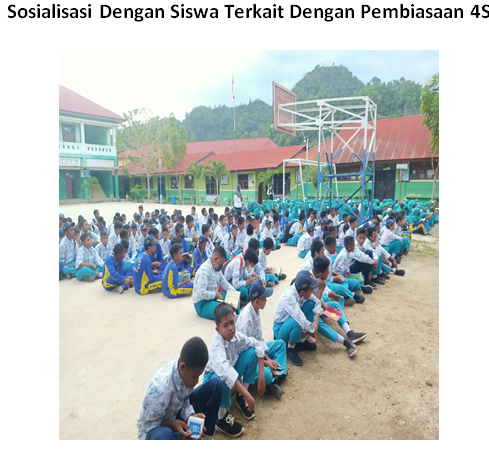 Sosialisasi Dengan Siswa Terkait Dengan Pembiasaan 4S